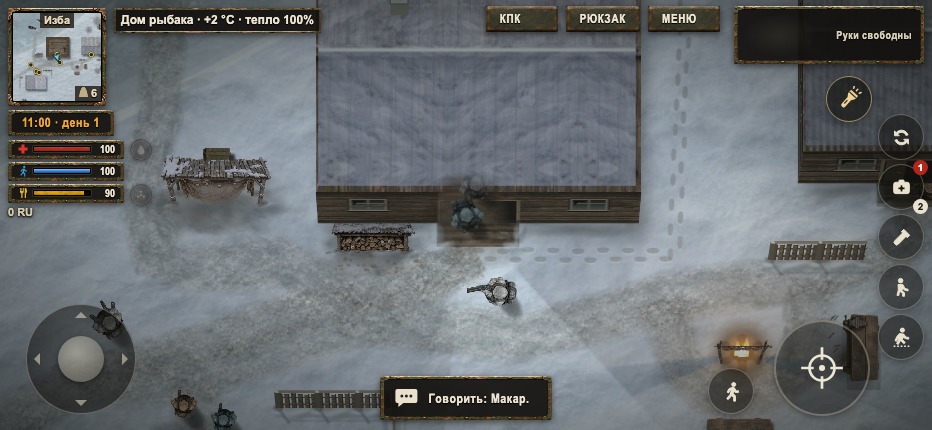 Изба
6
Дом рыбака · +2 °C · тепло 100%
КПК
РЮКЗАК
МЕНЮ
Руки свободны
11:00 · день 1
100
100
90
0 RU
1
2
Говорить: Макар.